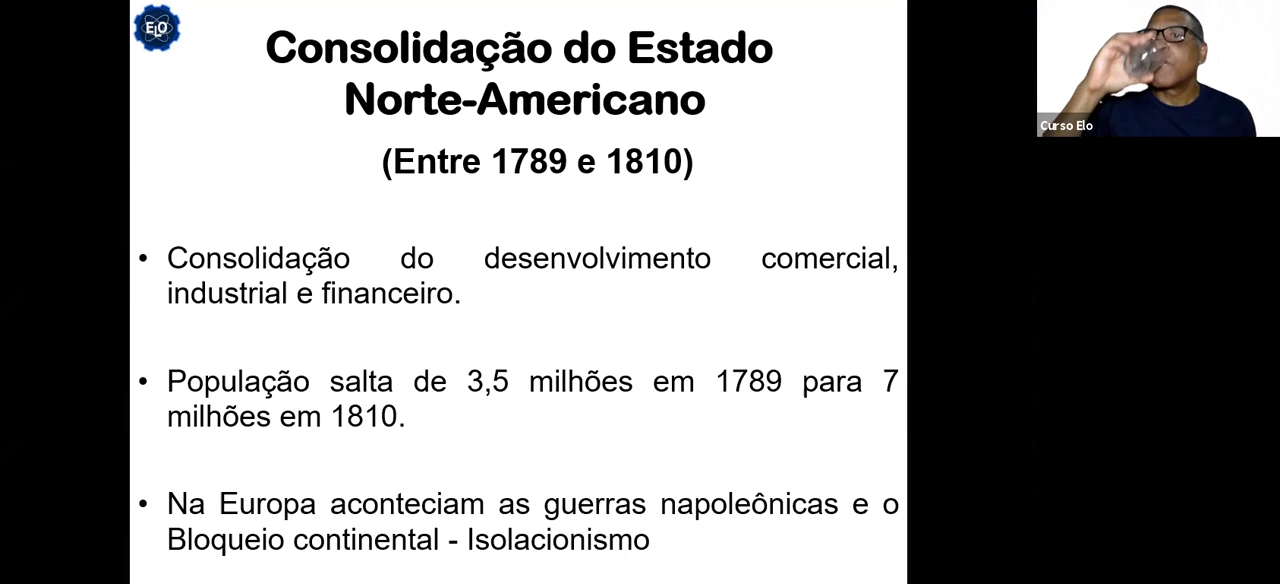 ELO
Consolidação do Estado
Norte-Americano
(Entre 1789 e 1810)
• Consolidação do desenvolvimento comercial,
industrial e financeiro.
• População salta de 3,5 milhões em 1789 para 7
milhões em 1810.
• Na Europa aconteciam as guerras napoleônicas e o
Bloqueio continental - Isolacionismo
Curso Elo